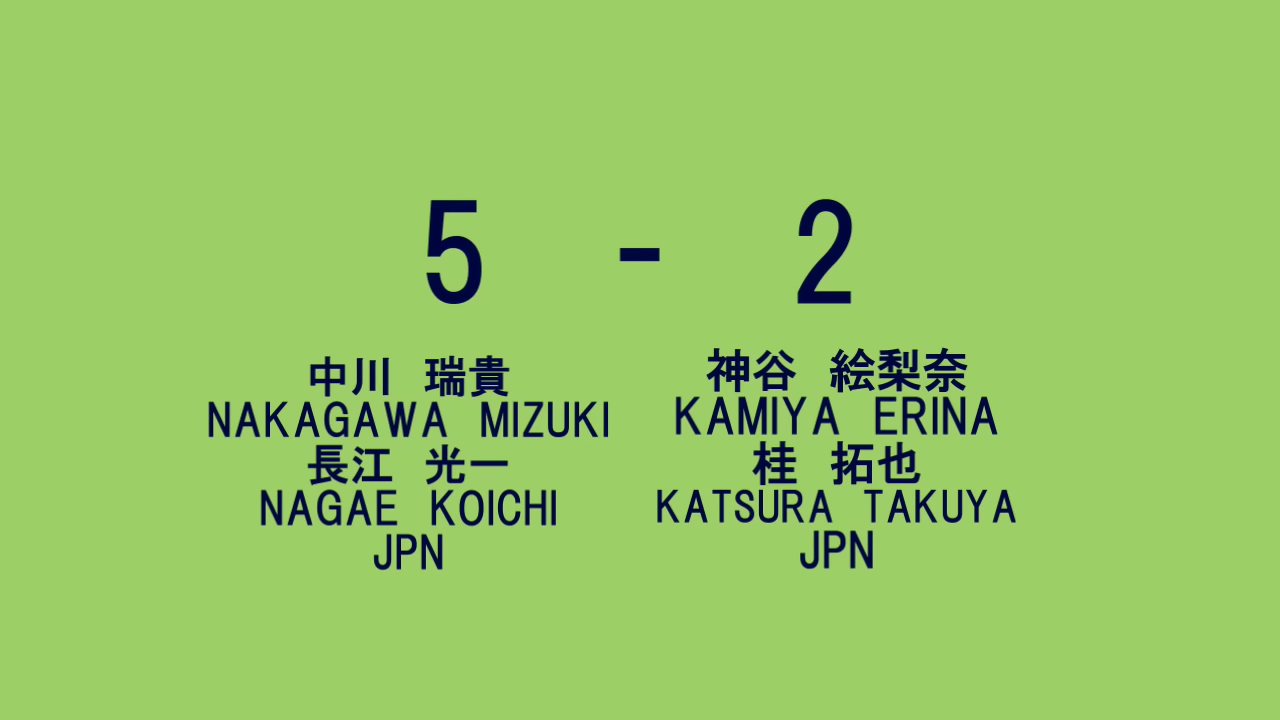 5 - 2
中川　瑞貴
NAKAGAWA MIZUKI
長江　光一
NAGAE KOICHI
JPN
神谷　絵梨奈
KAMIYA ERINA
桂　拓也
KATSURA TAKUYA
JPN